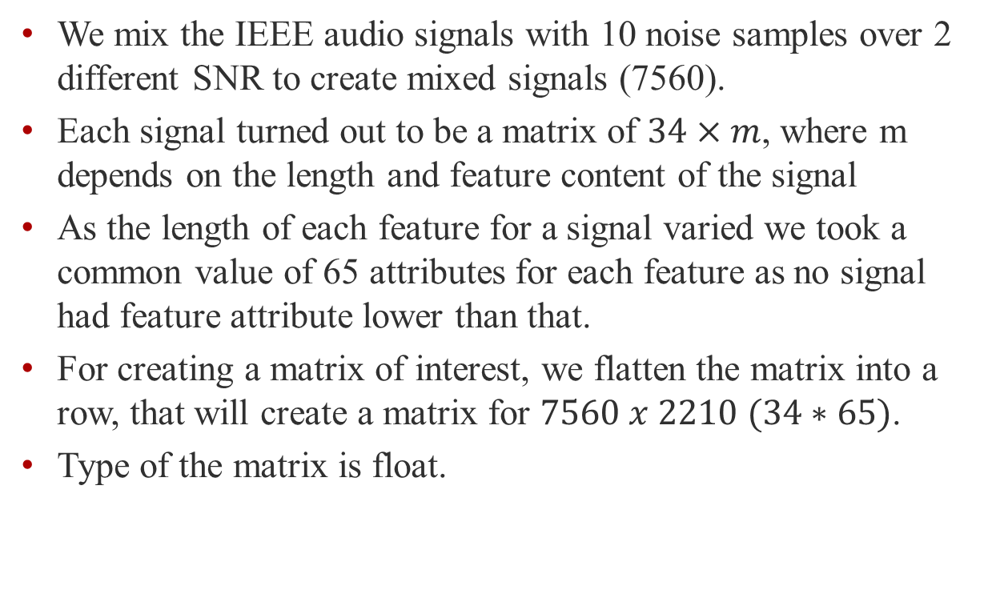 • We mix the IEEE audio signals with 10 noise samples over 2
different SNR to create mixed signals (7560).
• Each signal turned out to be a matrix of 34 × m, where m
depends on the length and feature content of the signal
• As the length of each feature for a signal varied we took a
common value of 65 attributes for each feature as no signal
had feature attribute lower than that.
• For creating a matrix of interest, we flatten the matrix into a
row, that will create a matrix for 7560 x 2210 (34 ∗ 65).
• Type of the matrix is float.